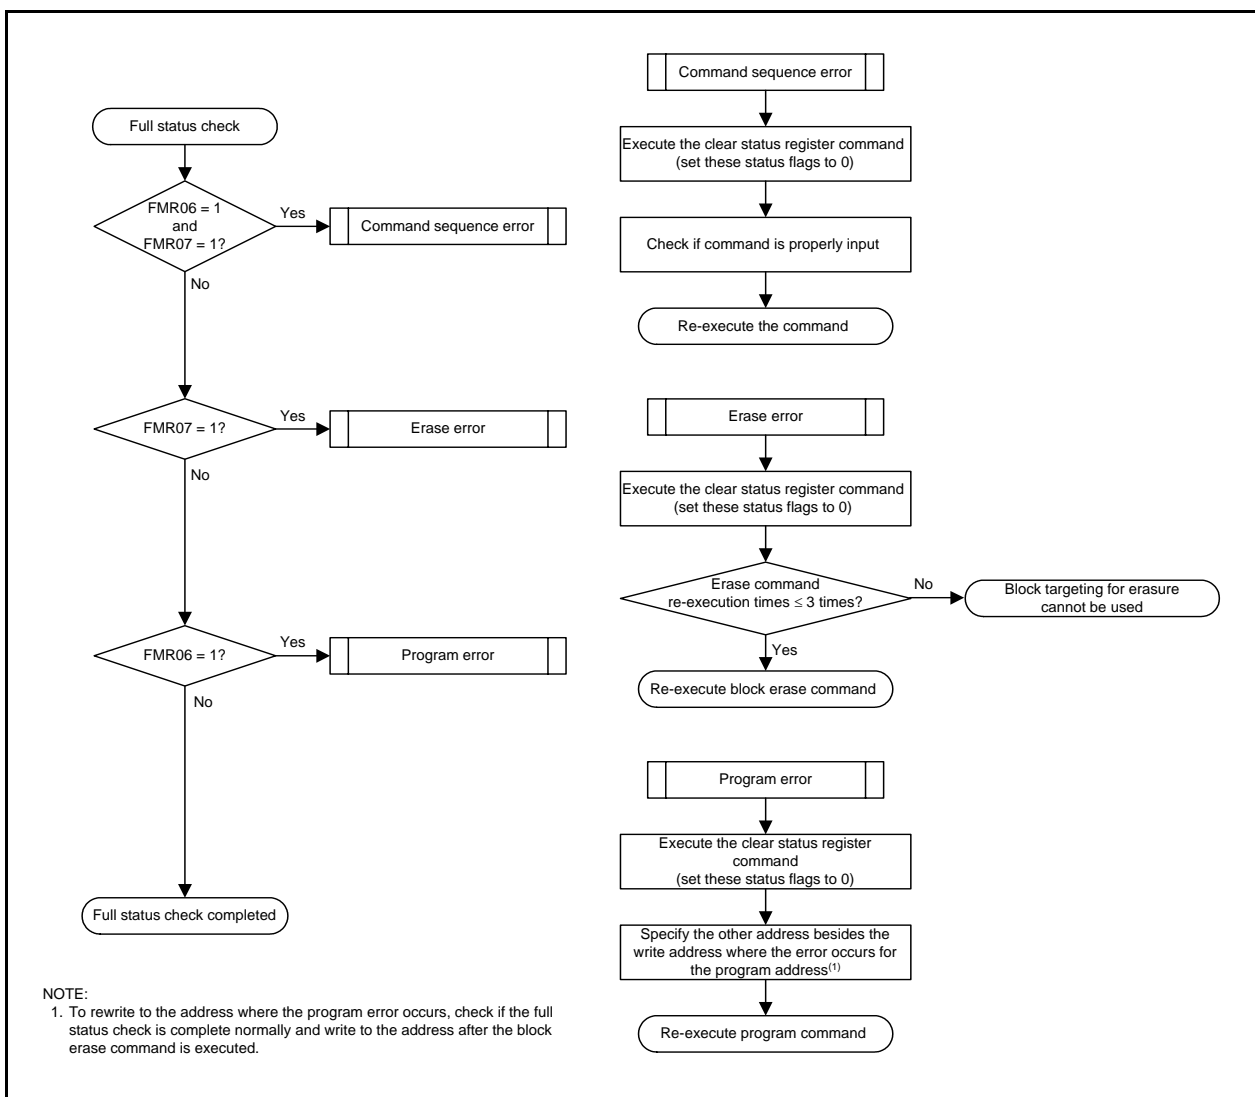 Full status check
FMR06 = 1
and
FMR07 = 1?
Yes
Command sequence error
No
FMR07 = 1?
Yes
Erase error
No
FMR06 = 1?
Yes
Program error
No
Full status check completed
NOTE:
1. To rewrite to the address where the program error occurs, check if the full
status check is complete normally and write to the address after the block
erase command is executed.
Command sequence error
Execute the clear status register command
(set these status flags to 0)
Check if command is properly input
Re-execute the command
Erase error
Execute the clear status register command
(set these status flags to 0)
Erase command
re-execution times ≤ 3 times?
No
Block targeting for erasure
cannot be used
Yes
Re-execute block erase command
Program error
Execute the clear status register
command
(set these status flags to 0)
Specify the other address besides the
write address where the error occurs for
the program address(1)
Re-execute program command